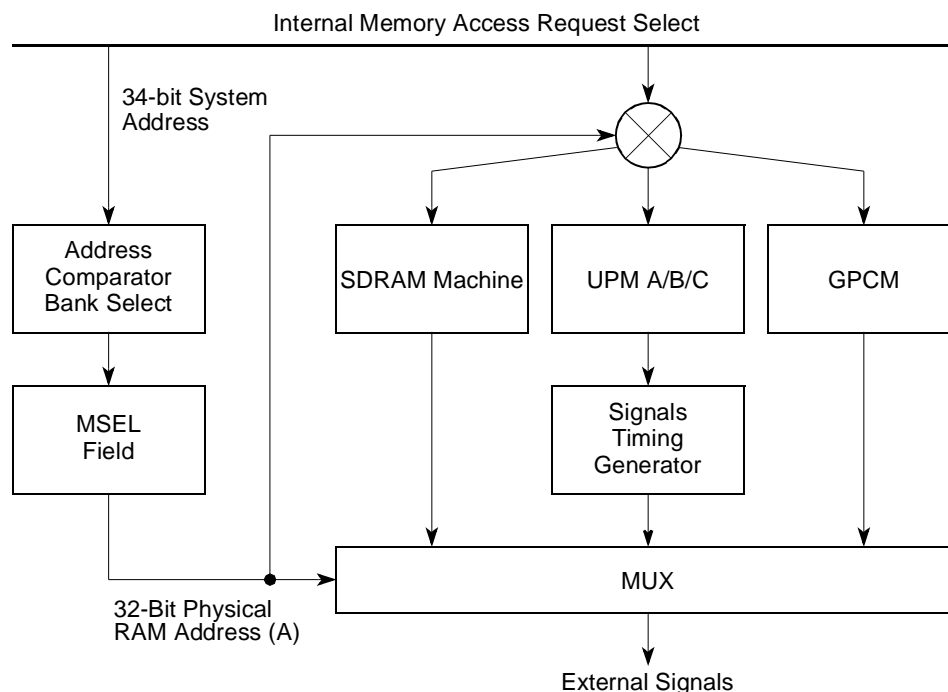 Internal Memory Access Request Select
34-bit System
Address
Address
Comparator
Bank Select
SDRAM Machine
UPM A/B/C
GPCM
MSEL
Field
Signals
Timing
Generator
MUX
32-Bit Physical
RAM Address (A)
External Signals